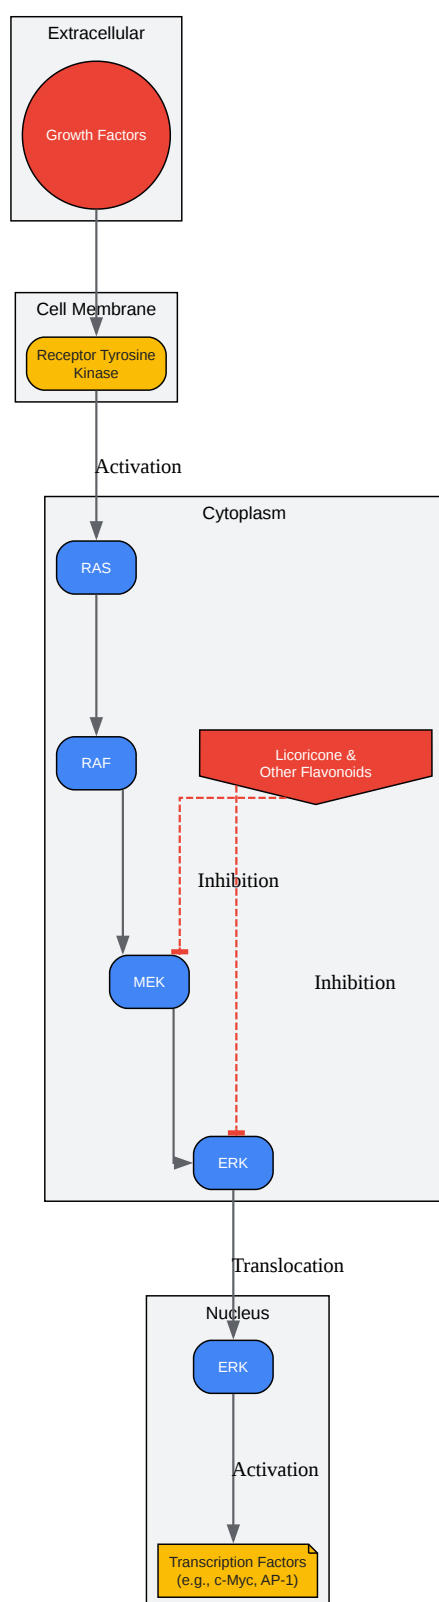 Extracellular
Growth Factors
Cell Membrane
Receptor Tyrosine
Kinase
Activation
Cytoplasm
RAS
RAF
Licoricone &
Other Flavonoids
Inhibition
MEK
Inhibition
ERK
Translocation
Nucleus
ERK
Activation
Transcription Factors
(e.g., c-Myc, AP-1)